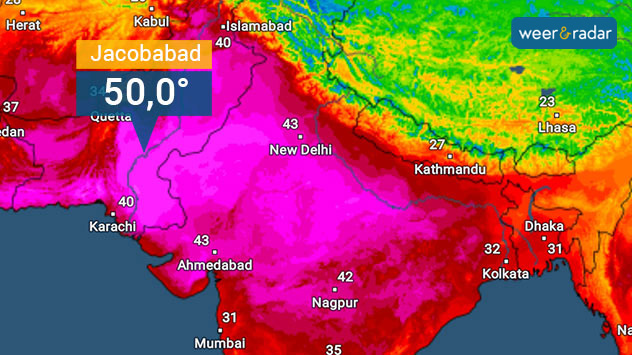 Herat
Kabul
Islamabad
40
weer&radar
Jacobabad
50,0°
34
Quetta
37
43
New Delhi
23
Lhasa
27
Kathmandu
40
Karachi
43
Ahmedabad
Dhaka
31
32
Kolkata
42
Nagpur
31
Mumbai
35